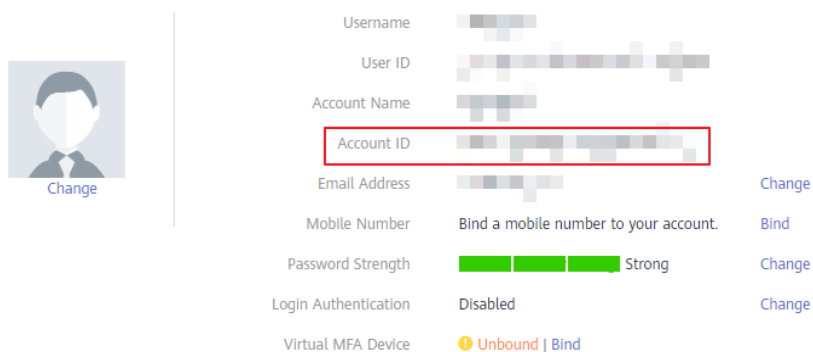 Username
User ID
Account Name
Account ID
Change
Email Address Change
Mobile Number Bind a mobile number to your account. Bind
Password Strength Strong Change
Login Authentication Disabled Change
Virtual MFA Device Unbound | Bind